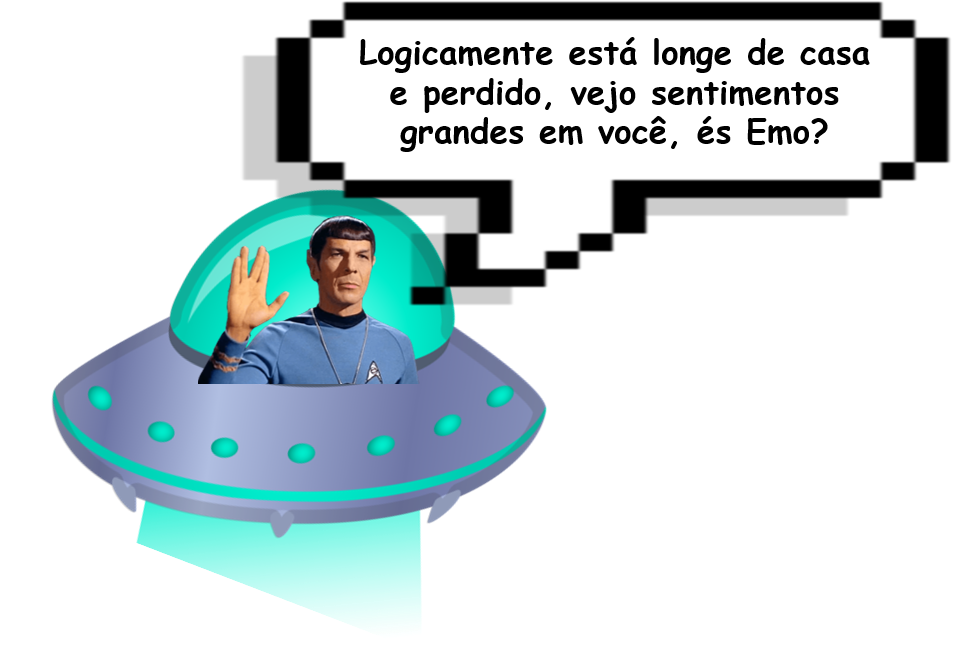 Logicamente está longe de casa
e perdido, vejo sentimentos
grandes em você, és Emo?